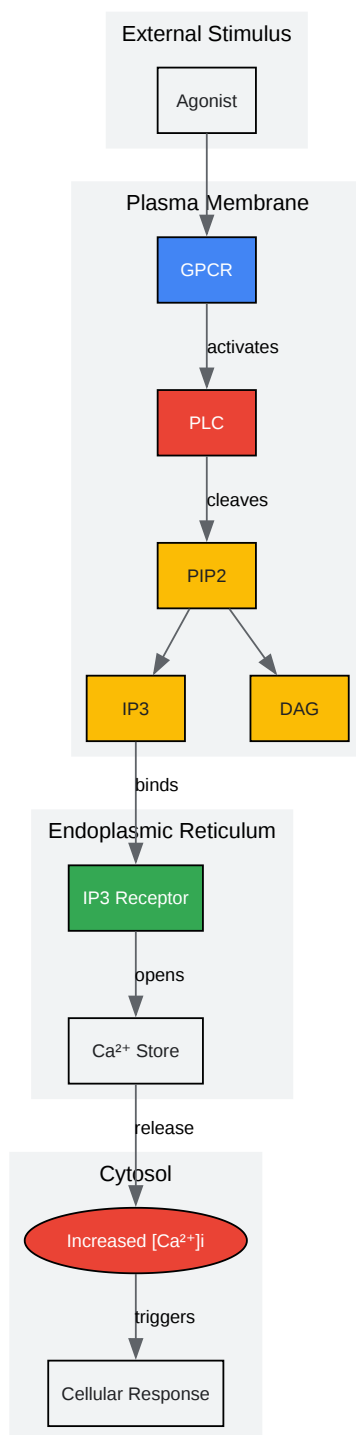 External Stimulus
Agonist
Plasma Membrane
GPCR
activates
PLC
cleaves
PIP2
IP3
DAG
binds
Endoplasmic Reticulum
IP3 Receptor
opens
Ca²⁺ Store
release
Cytosol
Increased [Ca²⁺]i
triggers
Cellular Response